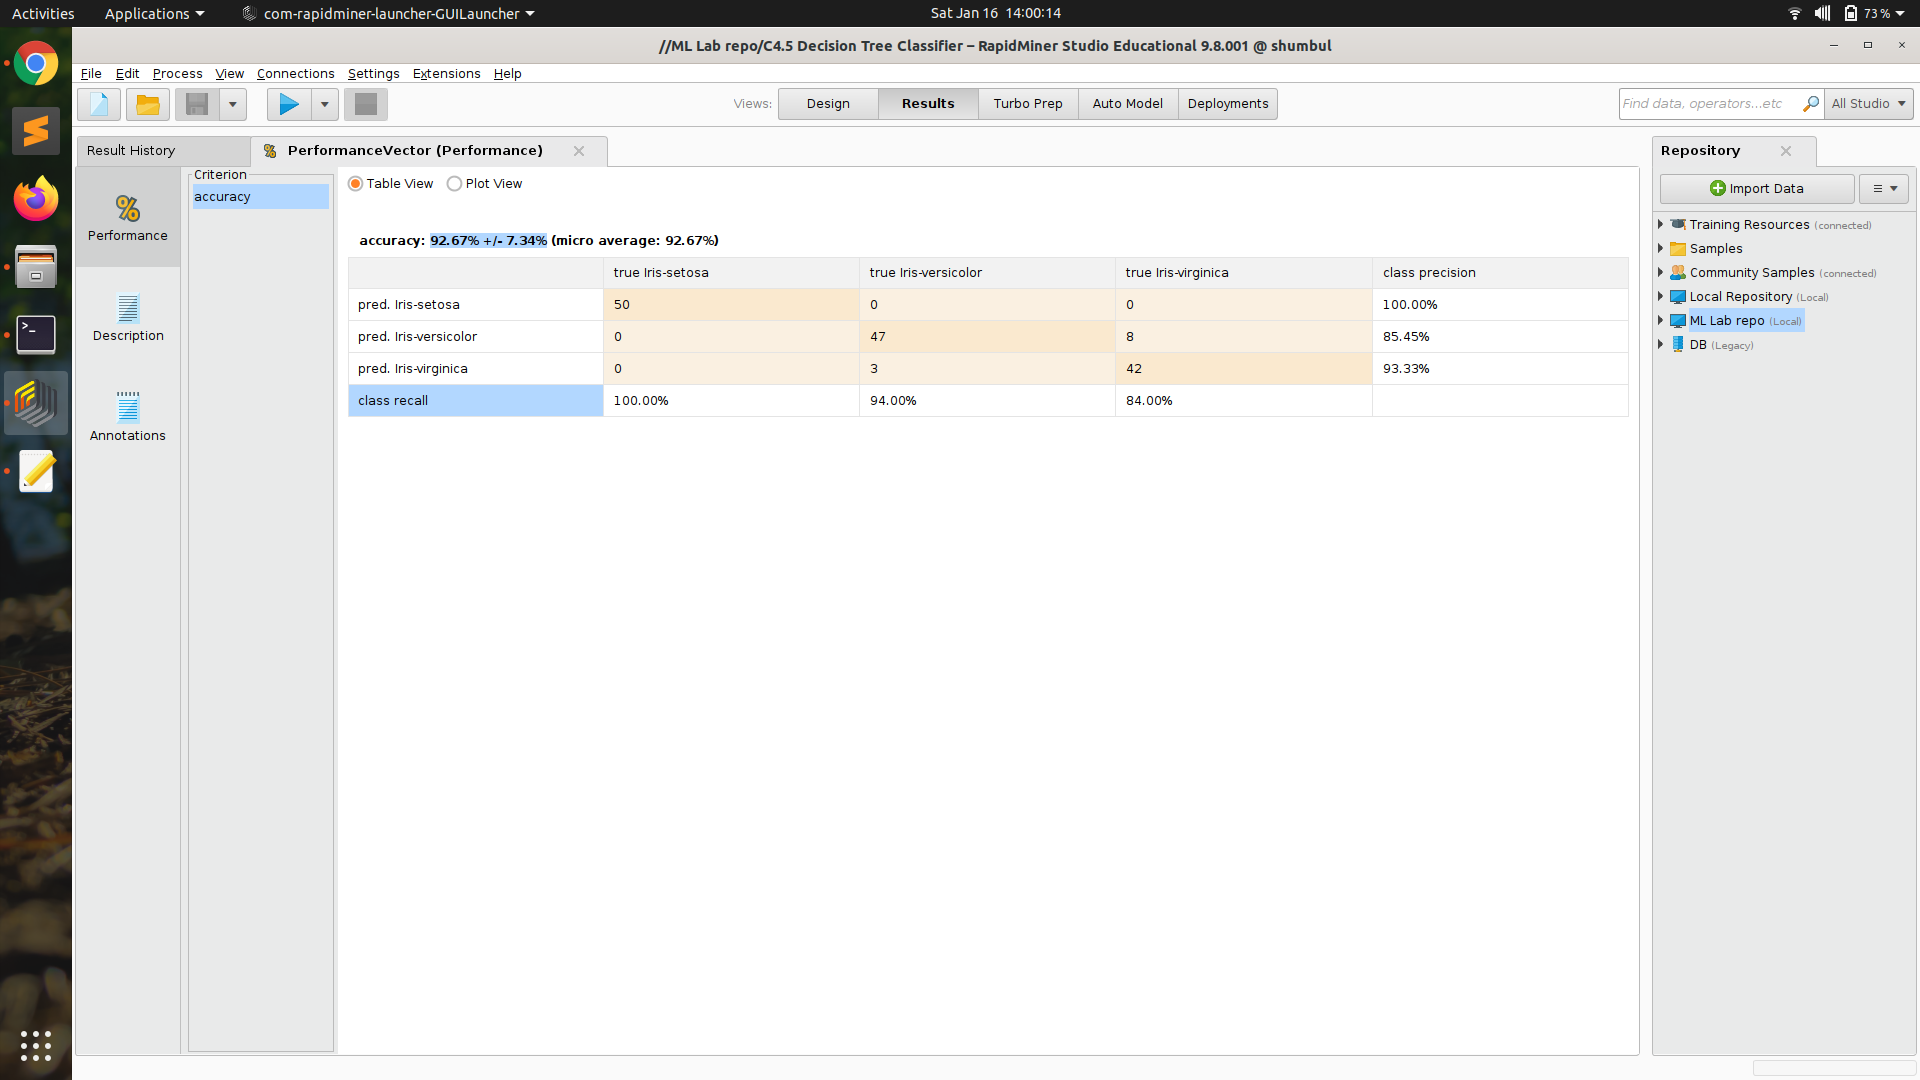 Activities Applications com-rapidminer-launcher-GUILauncher Sat Jan 16 14:00:14 73 %
//ML Lab repo/C4.5 Decision Tree Classifier – RapidMiner Studio Educational 9.8.001 @ shumbul
File Edit Process View Connections Settings Extensions Help
Views: Design Results Turbo Prep Auto Model Deployments Find data, operators...etc All Studio
Result History % PerformanceVector (Performance) Repository
Criterion
accuracy
Table View Plot View
Import Data
%
Performance
Description
Annotations
accuracy: 92.67% +/- 7.34% (micro average: 92.67%)
true Iris-setosa true Iris-versicolor true Iris-virginica class precision
pred. Iris-setosa 50 0 0 100.00%
pred. Iris-versicolor 0 47 8 85.45%
pred. Iris-virginica 0 3 42 93.33%
class recall 100.00% 94.00% 84.00%
Training Resources (connected)
Samples
Community Samples (connected)
Local Repository (Local)
ML Lab repo (Local)
DB (Legacy)